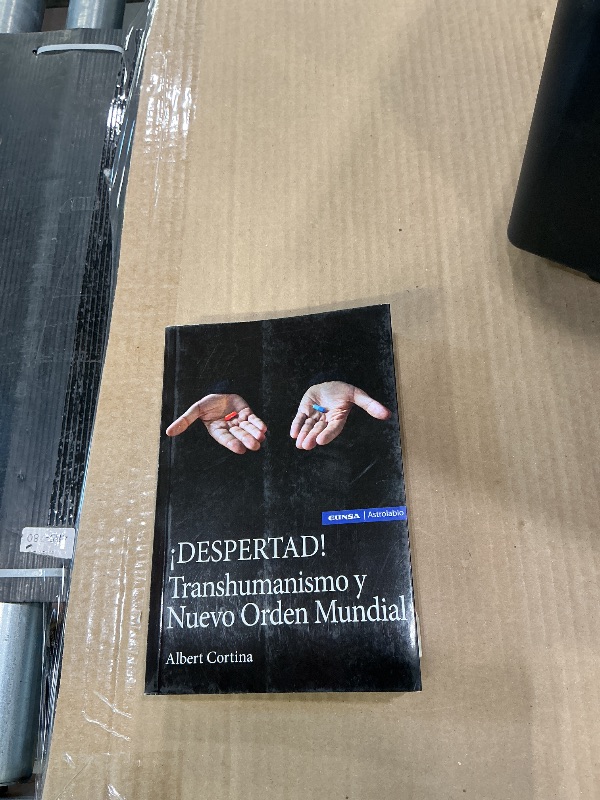 EUNSA | Astrolabio
¡DESPERTAD!
Transhumanismo y
Nuevo Orden Mundial
Albert Cortina